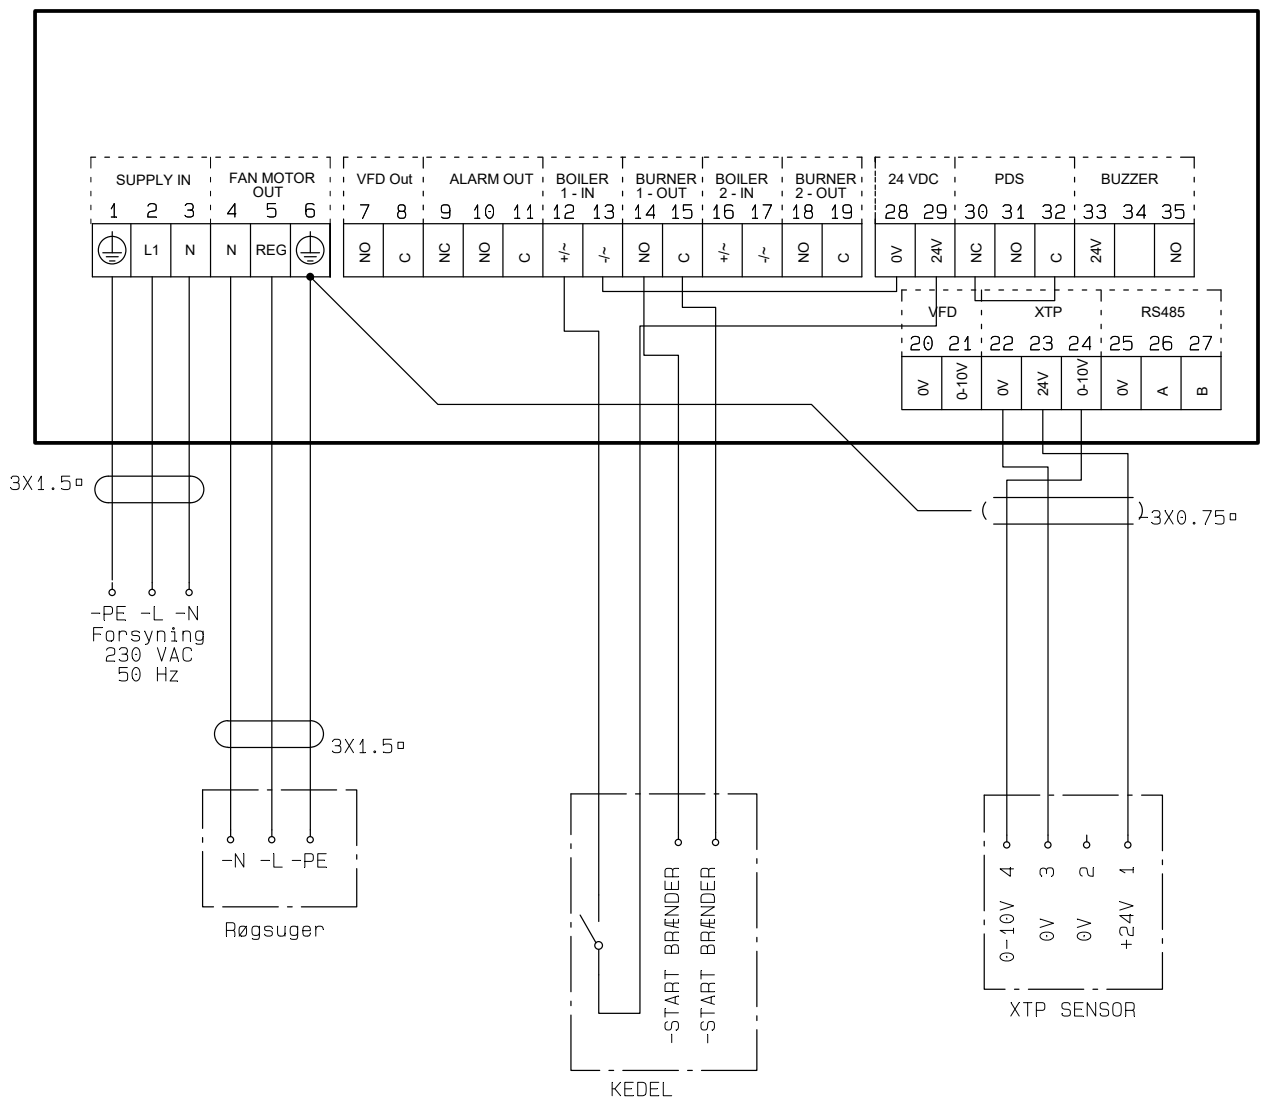 SUPPLY IN FAN MOTOR VFD Out ALARM OUT BOILER BURNER BOILER BURNER 24 VDC PDS BUZZER
OUT 1 - IN 1 - OUT 2 - IN 2 - OUT
1 2 3 4 5 6 7 8 9 10 11 12 13 14 15 16 17 18 19 28 29 30 31 32 33 34 35
L1 N N REG NO C NC NO C +/~ -/~ NO C +/~ -/~ NO C 0V 24V NC NO C 24V NO
VFD XTP RS485
20 21 22 23 24 25 26 27
0V 0-10V 0V 24V 0-10V 0V A B
3X1.5▫
-3X0.75▫
-PE -L -N
Forsyning
230 VAC
50 Hz
3X1.5▫
-N -L -PE
Røgsuger
-START BRÆNDER
-START BRÆNDER
KEDEL
4 3 2 1
0-10V 0V 0V +24V
XTP SENSOR